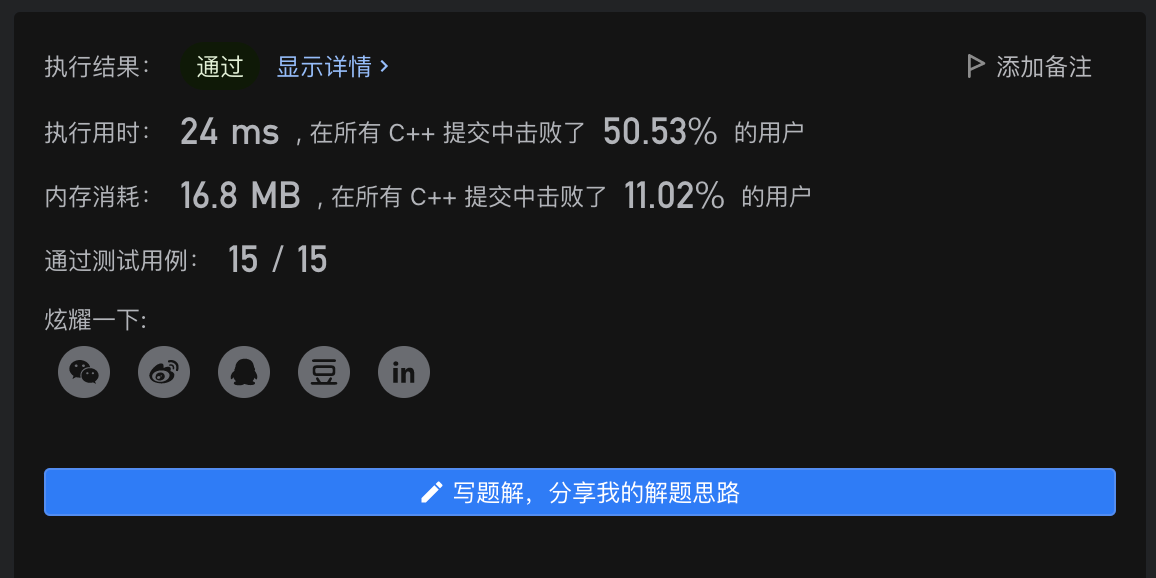 执行结果： 通过 显示详情 > 添加备注
执行用时： 24 ms , 在所有 C++ 提交中击败了 50.53% 的用户
内存消耗： 16.8 MB , 在所有 C++ 提交中击败了 11.02% 的用户
通过测试用例： 15 / 15
炫耀一下:
豆 in
写题解，分享我的解题思路